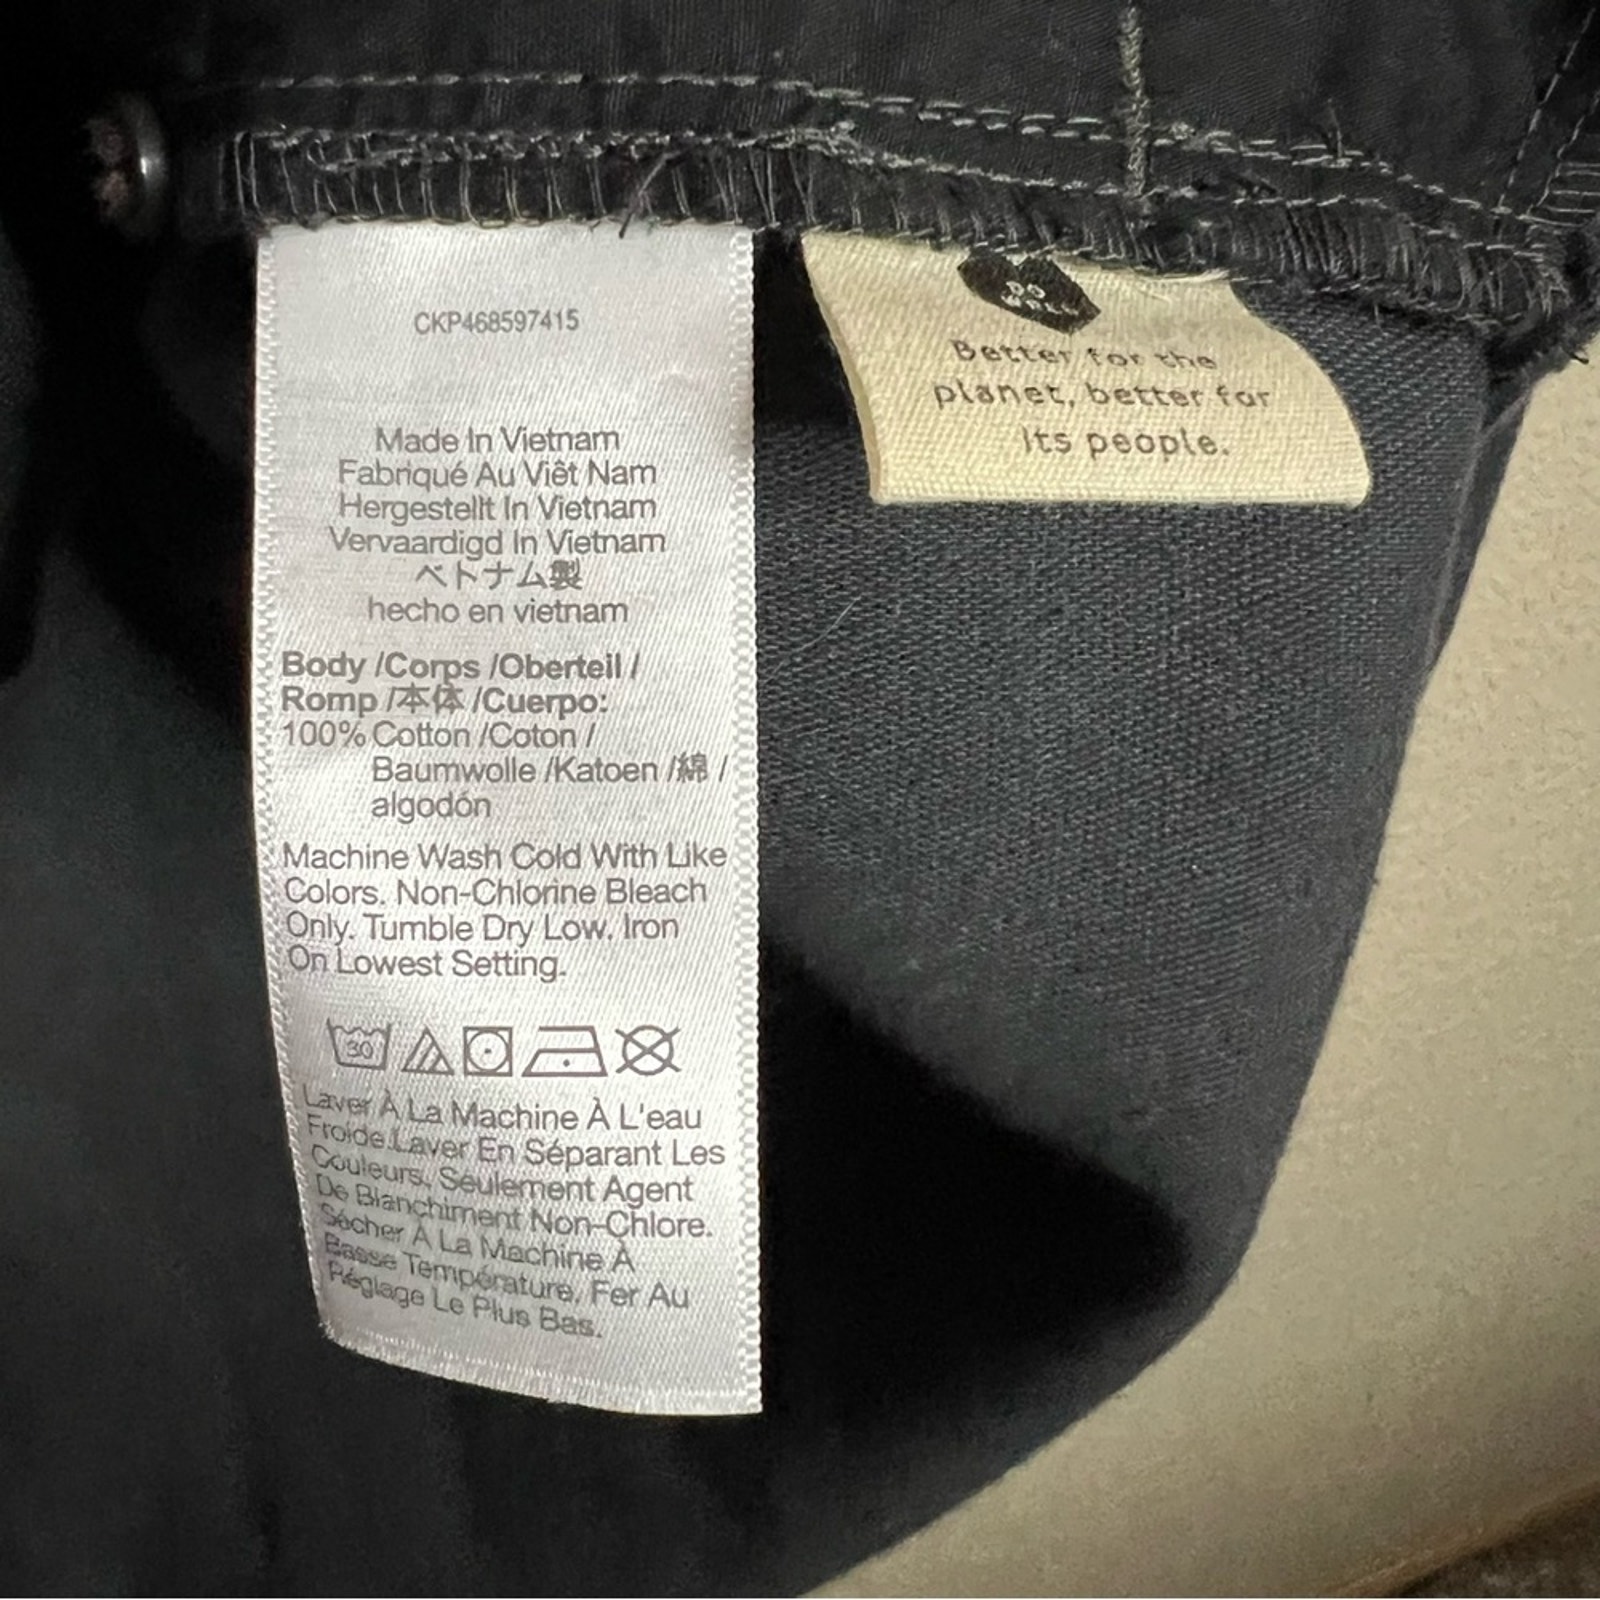 CKP468597415
Made In Vietnam
Fabriqué Au Viêt Nam
Hergestellt In Vietnam
Vervaardigd In Vietnam
ベトナム製
hecho en vietnam
Body /Corps /Oberteil /
Romp /本体 /Cuerpo:
100% Cotton /Coton /
Baumwolle /Katoen /綿 /
algodón
Machine Wash Cold With Like
Colors. Non-Chlorine Bleach
Only. Tumble Dry Low. Iron
On Lowest Setting.
30
Laver À La Machine À L'eau
Froide.Laver En Séparant Les
Couleurs. Seulement Agent
De Blanchiment Non-Chlore.
Sécher À La Machine À
Basse Température. Fer Au
Réglage Le Plus Bas.
DO
WELL
Better for the
planet, better for
its people.